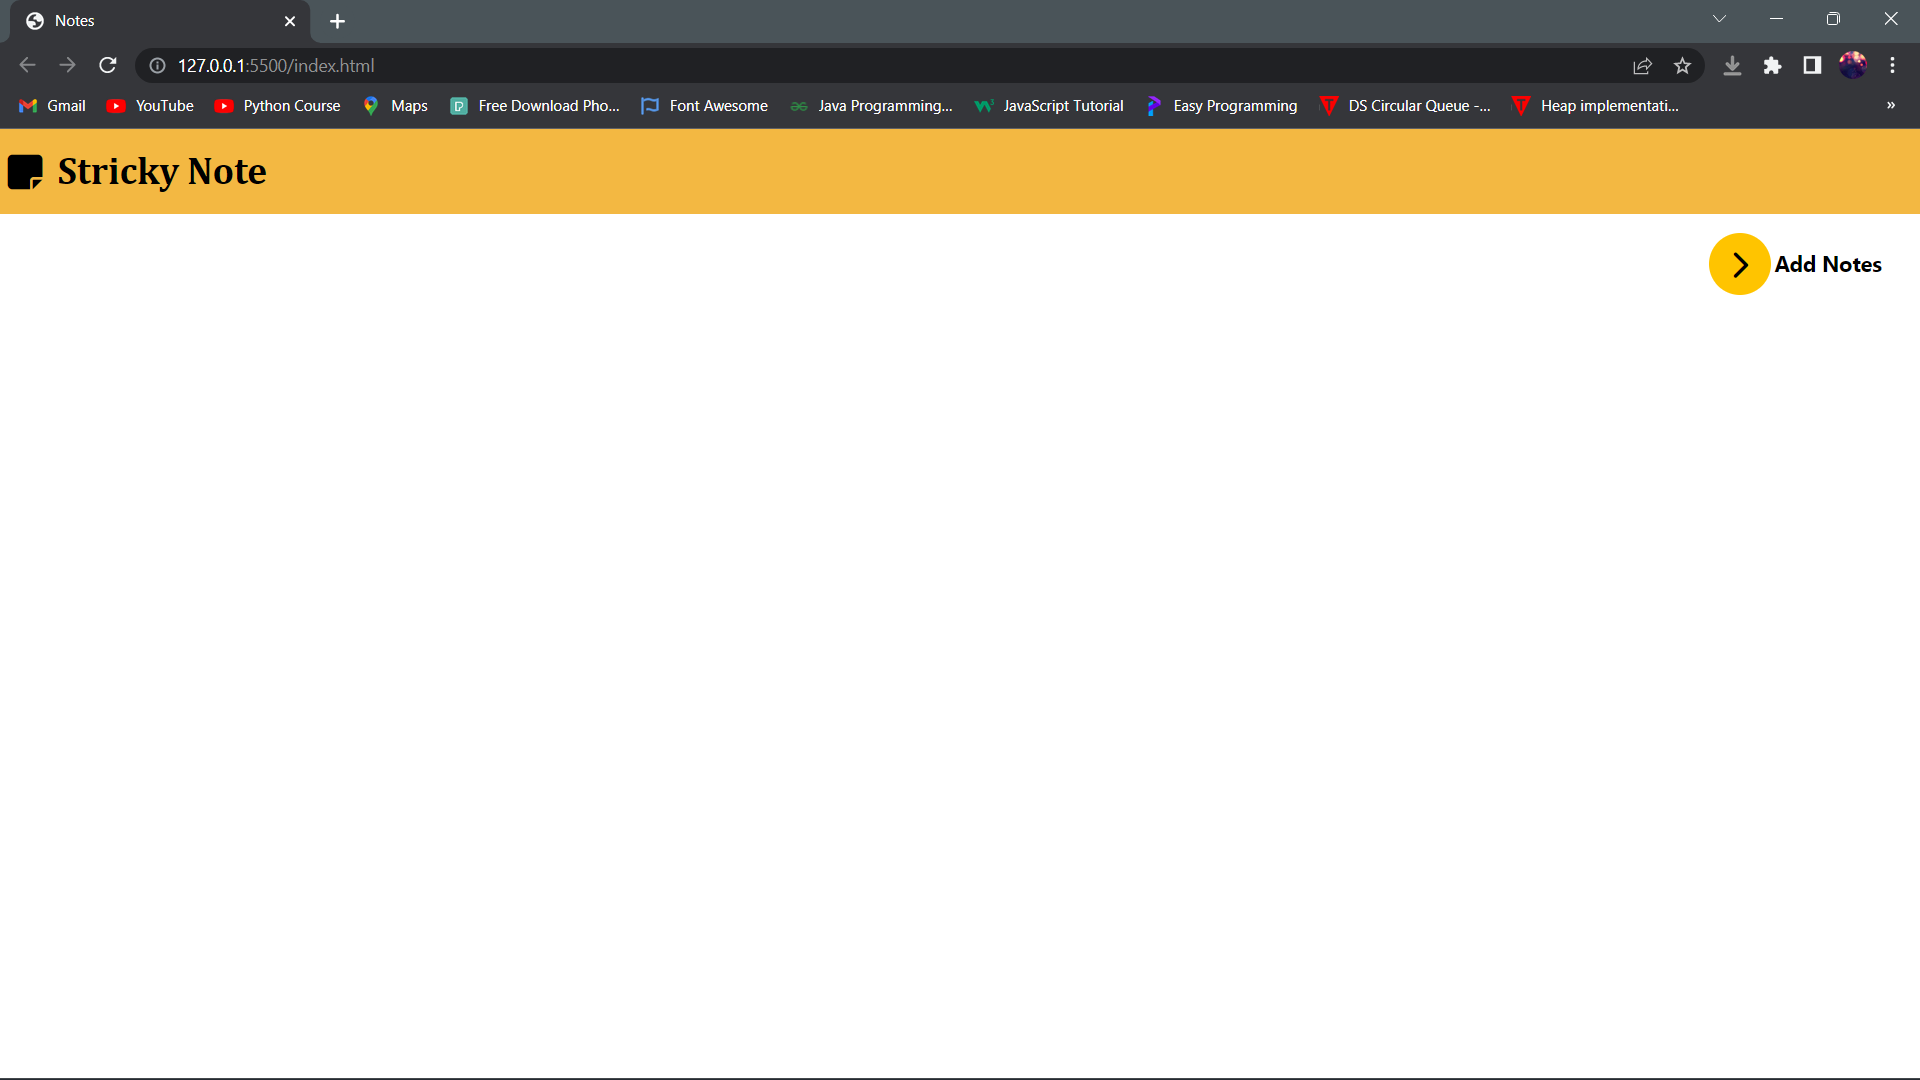 Notes
127.0.0.1:5500/index.html
Gmail YouTube Python Course Maps Free Download Pho... Font Awesome Java Programming... JavaScript Tutorial Easy Programming DS Circular Queue -... Heap implementati... »
Stricky Note
Add Notes